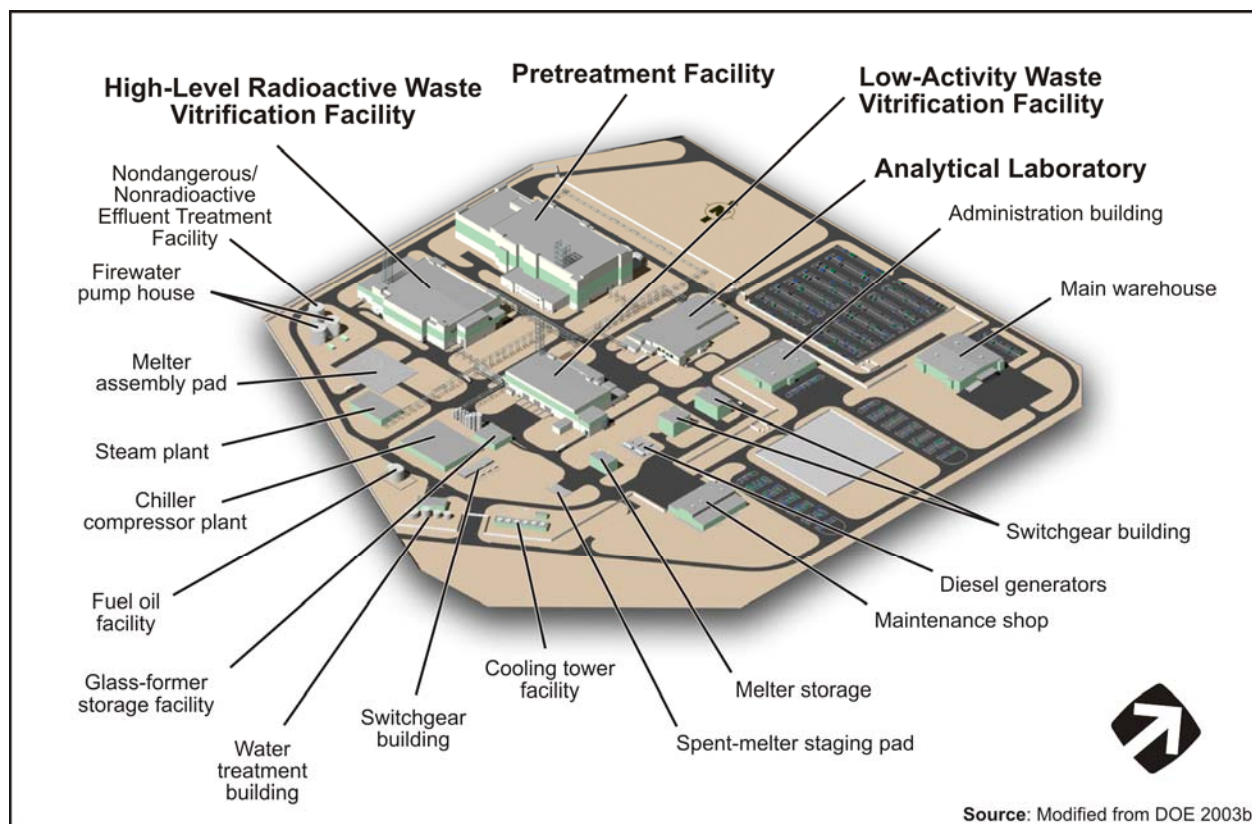 High-Level Radioactive Waste
Vitrification Facility
Pretreatment Facility
Low-Activity Waste
Vitrification Facility
Analytical Laboratory
Administration building
Main warehouse
Nondangerous/
Nonradioactive
Effluent Treatment
Facility
Firewater
pump house
Melter
assembly pad
Steam plant
Chiller
compressor plant
Fuel oil
facility
Glass-former
storage facility
Water
treatment
building
Switchgear
building
Cooling tower
facility
Spent-melter staging pad
Melter storage
Maintenance shop
Diesel generators
Switchgear building
Source: Modified from DOE 2003b